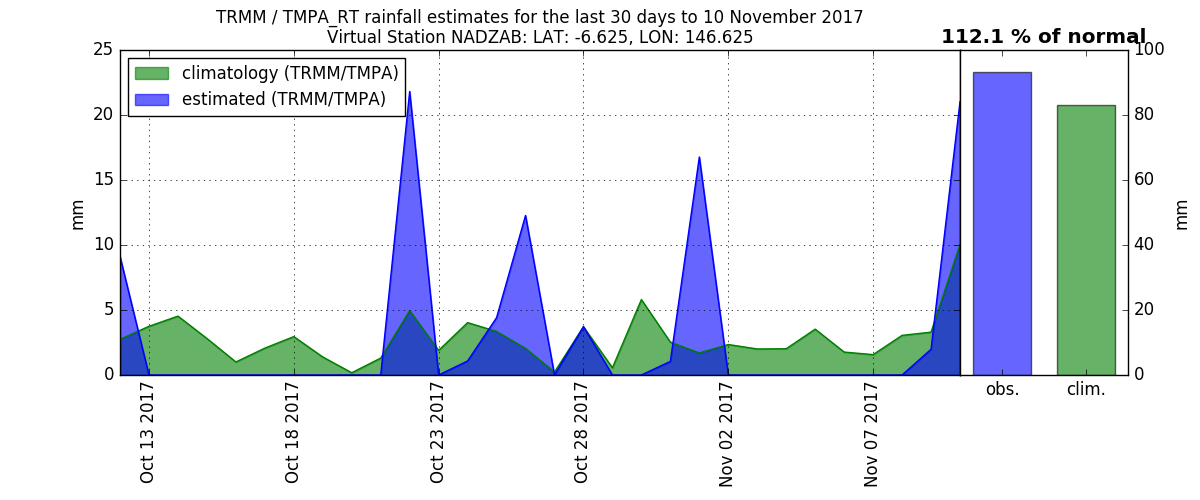 TRMM / TMPA_RT rainfall estimates for the last 30 days to 10 November 2017
Virtual Station NADZAB: LAT: -6.625, LON: 146.625
112.1 % of normal
climatology (TRMM/TMPA)
estimated (TRMM/TMPA)
25
20
15
10
5
0
mm
Oct 13 2017
Oct 18 2017
Oct 23 2017
Oct 28 2017
Nov 02 2017
Nov 07 2017
obs.
clim.
100
80
60
40
20
0
mm